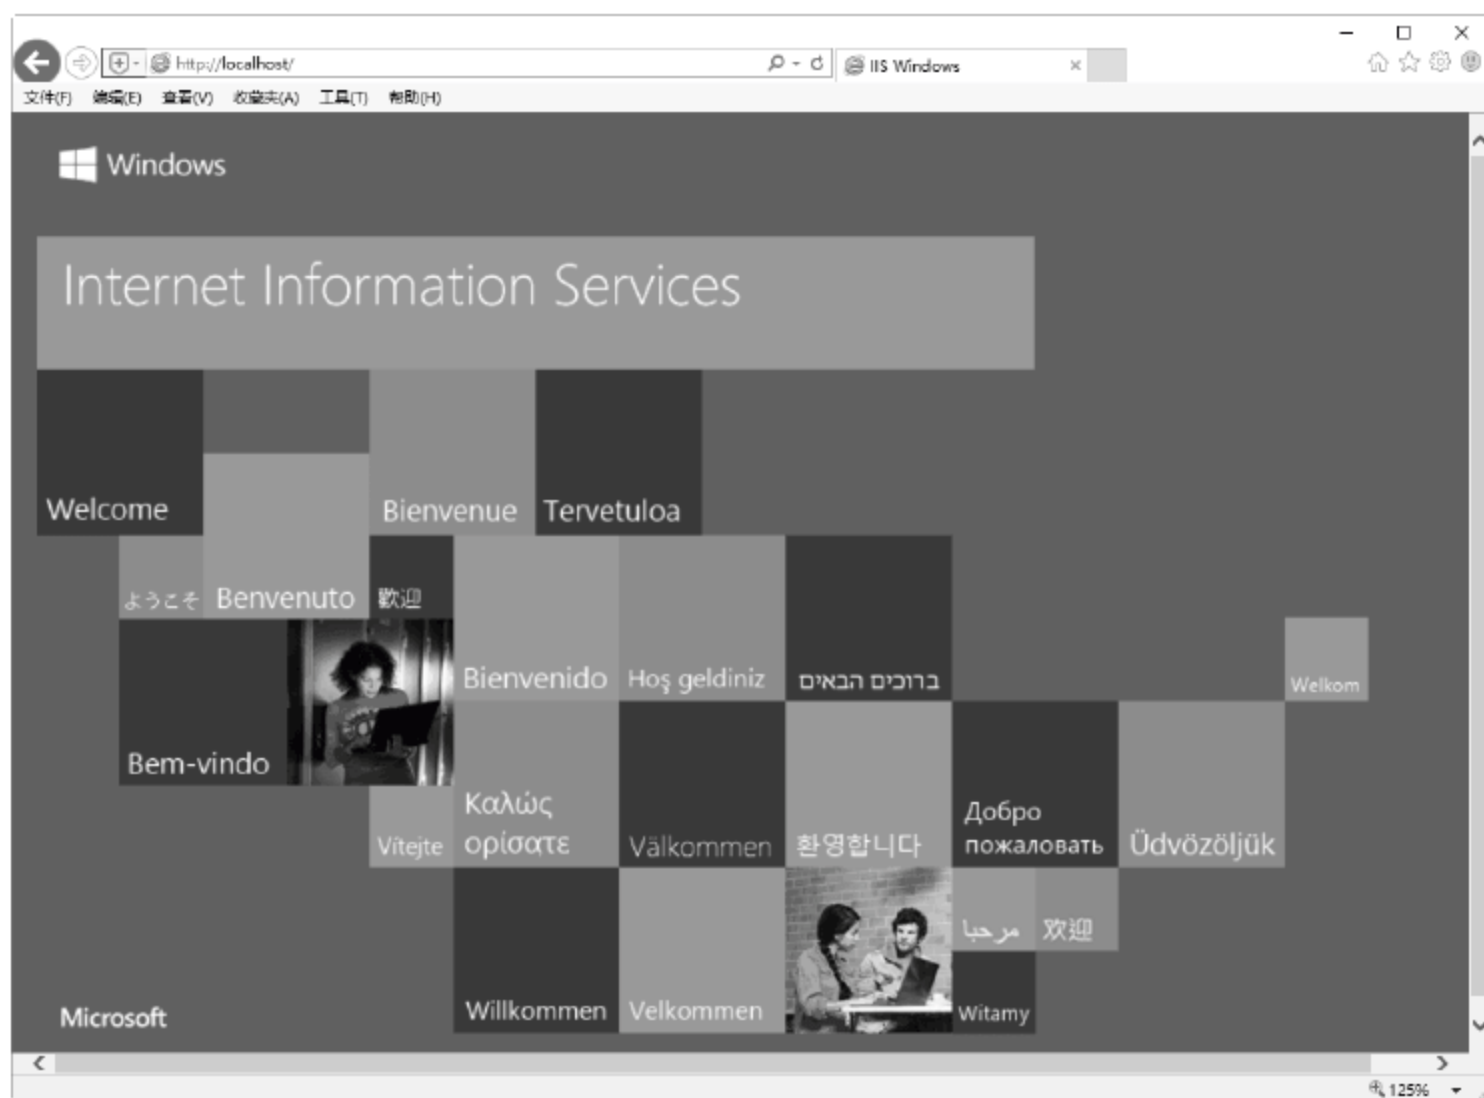 http://localhost/
IIS Windows
文件(F) 编辑(E) 查看(V) 收藏夹(A) 工具(T) 帮助(H)
Windows
Internet Information Services
Welcome
Bienvenue
Tervetuloa
ようこそ
Benvenuto
歡迎
Bienvenido
Hoş geldiniz
ברוכים הבאים
Welkom
Bem-vindo
Vítejte
Καλώς
ορίσατε
Välkommen
환영합니다
Добро
пожаловать
Üdvözöljük
مرحبا
欢迎
Microsoft
Willkommen
Velkommen
Witamy
125%